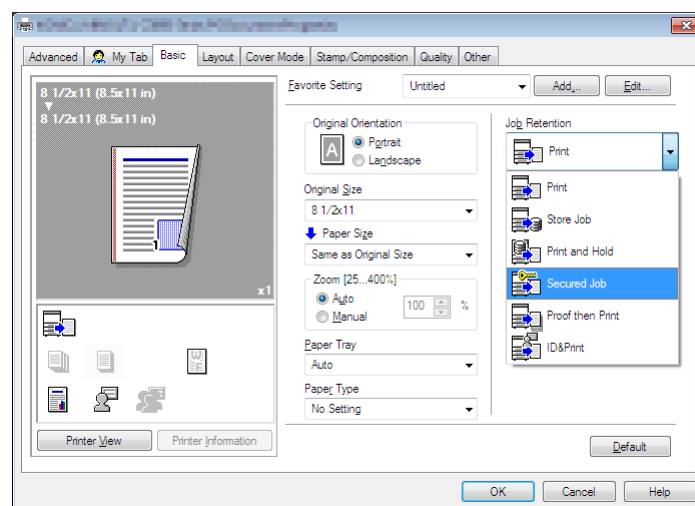 Advanced My Tab Basic Layout Cover Mode Stamp/Composition Quality Other
8 1/2x11 (8.5x11 in)
8 1/2x11 (8.5x11 in)
1
x1
Printer View Printer Information
Favorite Setting Untitled Add... Edit...
Original Orientation
A Portrait
Landscape
Original Size
8 1/2x11
Paper Size
Same as Original Size
Zoom [25...400%]
Auto
Manual
100 %
Paper Tray
Auto
Paper Type
No Setting
Job Retention
Print
Print
Store Job
Print and Hold
Secured Job
Proof then Print
ID&Print
Default
OK Cancel Help